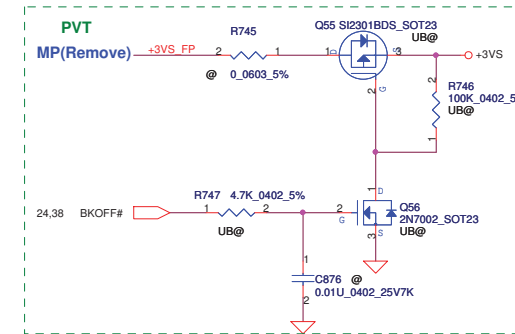 PVT
MP(Remove)
+3VS_FP
2
R745
1
@
0_0603_5%
Q55 SI2301BDS_SOT23
UB@
1
D
S
3
G
2
+3VS
2
R746
100K_0402_5
UB@
1
24,38
BKOFF#
R747 4.7K_0402_5%
1
2
UB@
2
G
1
D
Q56
2N7002_SOT23
UB@
S
3
1
C876 @
0.01U_0402_25V7K
2